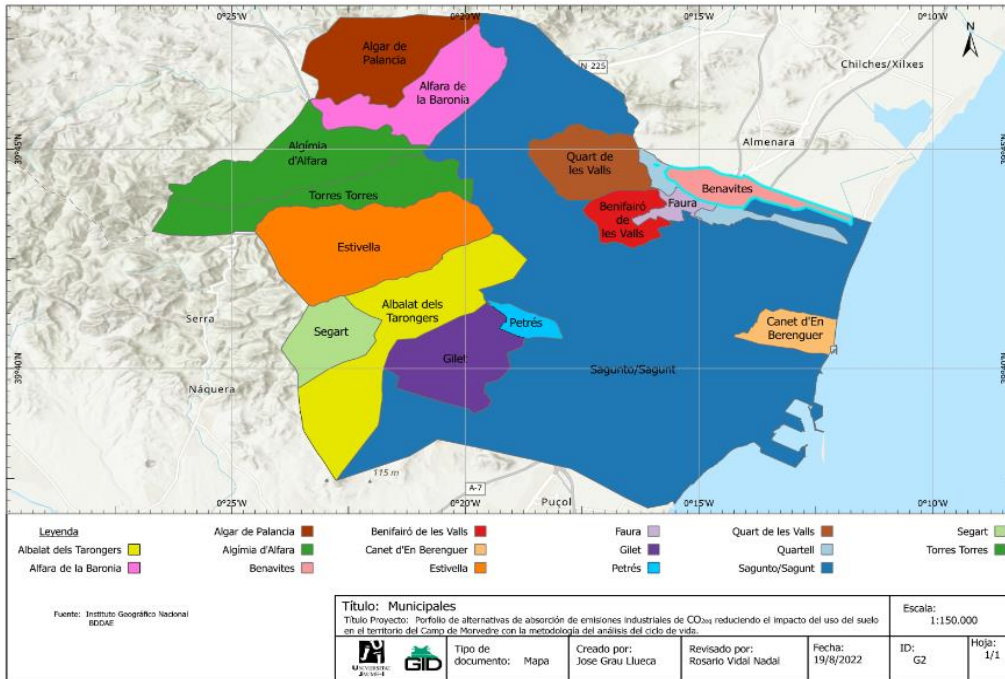 0°25'W 0°20'W 0°15'W 0°10'W
N
Algar de
Palancia
N 225
Chilches/Xilxes
Alfara de
la Baronia
39°45'N
Algímia
d'Alfara
Almenara
39°45'N
Quart de
les Valls
Torres Torres
Benavites
Benifairó de
les Valls
Faura
Estivella
Albalat dels
Tarongers
Serra
Segart
Petrés
Canet d'En
Berenguer
Gilet
Sagunto/Sagunt
39°40'N
39°40'N
Náquera
115 m
A-7
Puçol
0°25'W 0°20'W 0°15'W 0°10'W
Leyenda
Albalat dels Tarongers
Alfara de la Baronia
Algar de Palancia
Algímia d'Alfara
Benavites
Benifairó de les Valls
Canet d'En Berenguer
Estivella
Faura
Gilet
Petrés
Quart de les Valls
Quartell
Sagunto/Sagunt
Segart
Torres Torres
Fuente: Instituto Geográfico Nacional
BDDAE
Título: Municipales
Título Proyecto: Porfolio de alternativas de absorción de emisiones industriales de CO₂eq reduciendo el impacto del uso del suelo
en el territorio del Camp de Morvedre con la metodología del análisis del ciclo de vida.
Escala:
1:150.000
UNIVERSITAT
JAUME·I
GID
Tipo de
documento: Mapa
Creado por:
Jose Grau Llueca
Revisado por:
Rosario Vidal Nadal
Fecha:
19/8/2022
ID:
G2
Hoja:
1/1